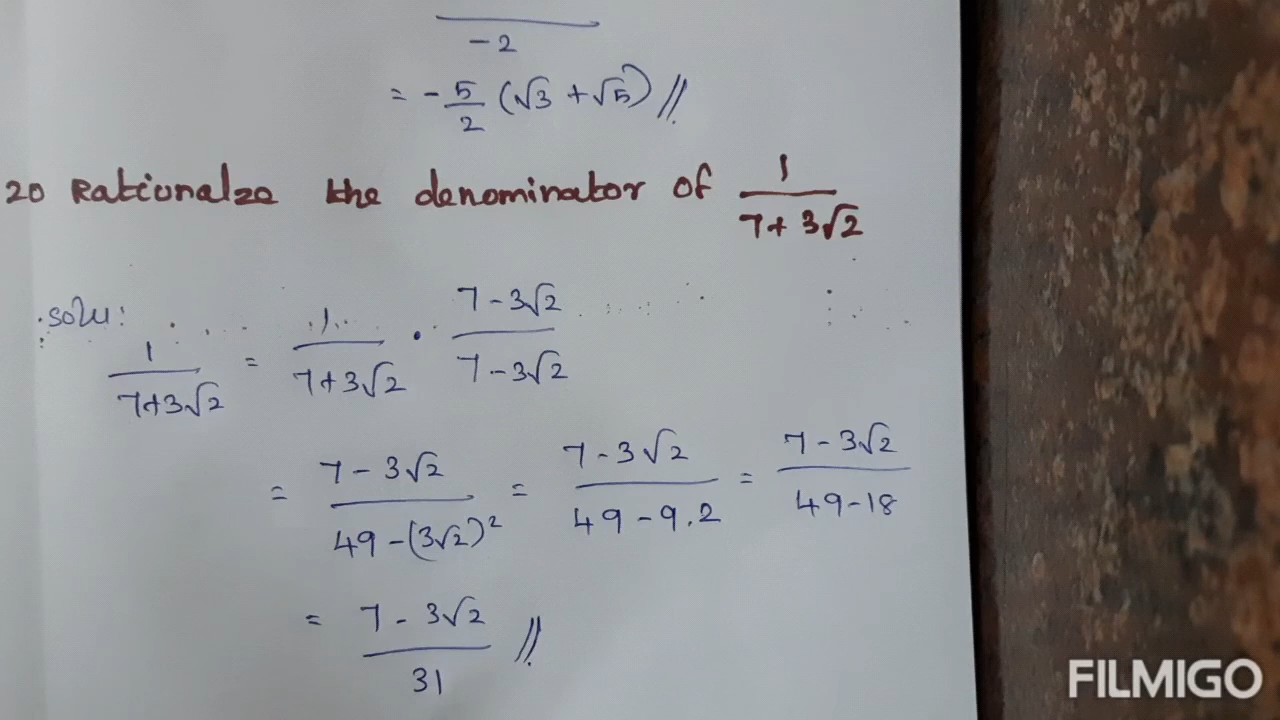 -2
= -5/2 (√3 + √5) //
20 Rationalze the denominator of 1/(7+3√2)
Solu:
1/(7+3√2) = 1/(7+3√2) · (7-3√2)/(7-3√2)
= (7-3√2)/(49-(3√2)²) = (7-3√2)/(49-9.2) = (7-3√2)/(49-18)
= (7-3√2)/31 //
FILMIGO